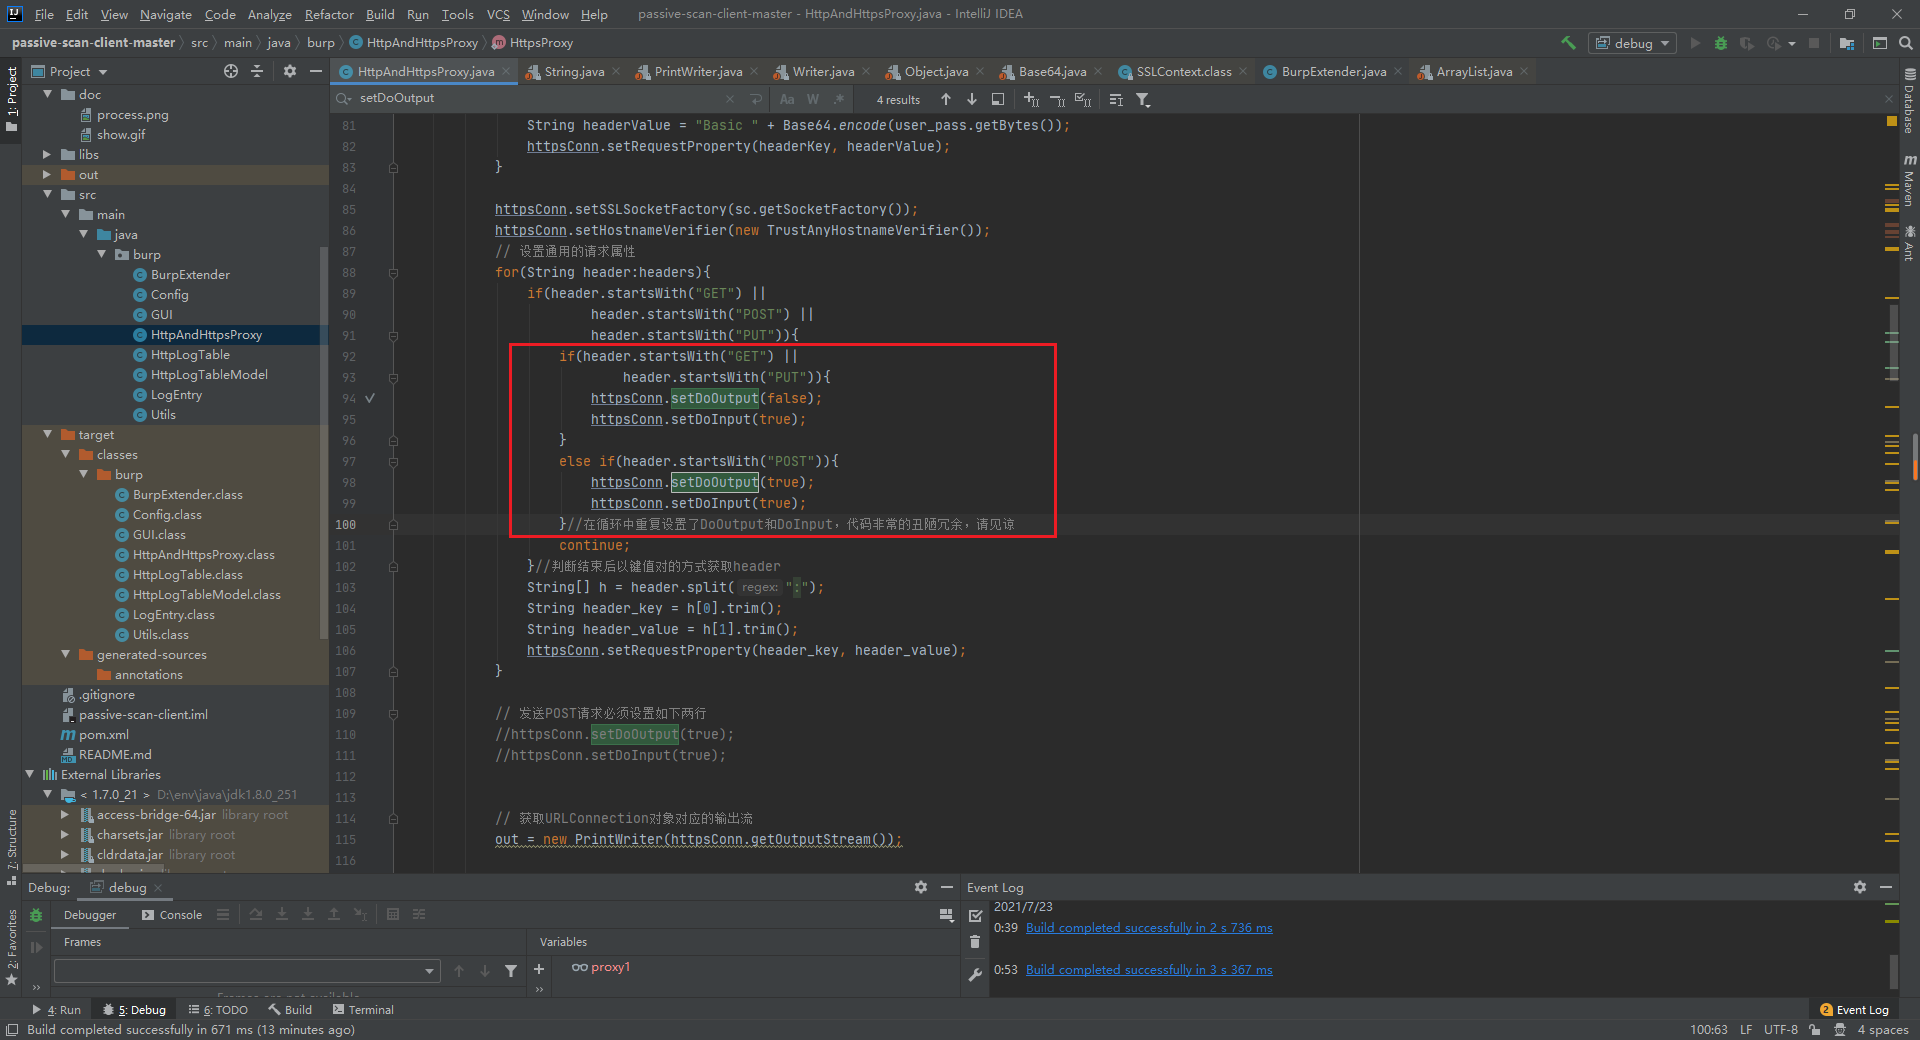 File Edit View Navigate Code Analyze Refactor Build Run Tools VCS Window Help passive-scan-client-master - HttpAndHttpsProxy.java - IntelliJ IDEA
passive-scan-client-master src main java burp HttpAndHttpsProxy HttpsProxy debug
1: Project
Project
HttpAndHttpsProxy.java String.java PrintWriter.java Writer.java Object.java Base64.java SSLContext.class BurpExtender.java ArrayList.java
setDoOutput Aa W .* 4 results
doc
process.png
show.gif
libs
out
src
main
java
burp
BurpExtender
Config
GUI
HttpAndHttpsProxy
HttpLogTable
HttpLogTableModel
LogEntry
Utils
target
classes
burp
BurpExtender.class
Config.class
GUI.class
HttpAndHttpsProxy.class
HttpLogTable.class
HttpLogTableModel.class
LogEntry.class
Utils.class
generated-sources
annotations
.gitignore
passive-scan-client.iml
pom.xml
README.md
External Libraries
< 1.7.0_21 > D:\env\java\jdk1.8.0_251
access-bridge-64.jar library root
charsets.jar library root
cldrdata.jar library root
81 String headerValue = "Basic " + Base64.encode(user_pass.getBytes());
82 httpsConn.setRequestProperty(headerKey, headerValue);
83 }
84
85 httpsConn.setSSLSocketFactory(sc.getSocketFactory());
86 httpsConn.setHostnameVerifier(new TrustAnyHostnameVerifier());
87 // 设置通用的请求属性
88 for(String header:headers){
89 if(header.startsWith("GET") ||
90 header.startsWith("POST") ||
91 header.startsWith("PUT")){
92 if(header.startsWith("GET") ||
93 header.startsWith("PUT")){
94 httpsConn.setDoOutput(false);
95 httpsConn.setDoInput(true);
96 }
97 else if(header.startsWith("POST")){
98 httpsConn.setDoOutput(true);
99 httpsConn.setDoInput(true);
100 }//在循环中重复设置了DoOutput和DoInput，代码非常的丑陋冗余，请见谅
101 continue;
102 }//判断结束后以键值对的方式获取header
103 String[] h = header.split( regex: ":");
104 String header_key = h[0].trim();
105 String header_value = h[1].trim();
106 httpsConn.setRequestProperty(header_key, header_value);
107 }
108
109 // 发送POST请求必须设置如下两行
110 //httpsConn.setDoOutput(true);
111 //httpsConn.setDoInput(true);
112
113
114 // 获取URLConnection对象对应的输出流
115 out = new PrintWriter(httpsConn.getOutputStream());
116
Database
Maven
Ant
7: Structure
2: Favorites
Debug: debug
Debugger Console
Frames Variables
proxy1
Frames are not available
Event Log
2021/7/23
0:39 Build completed successfully in 2 s 736 ms
0:53 Build completed successfully in 3 s 367 ms
4: Run 5: Debug 6: TODO Build Terminal 2 Event Log
Build completed successfully in 671 ms (13 minutes ago) 100:63 LF UTF-8 4 spaces